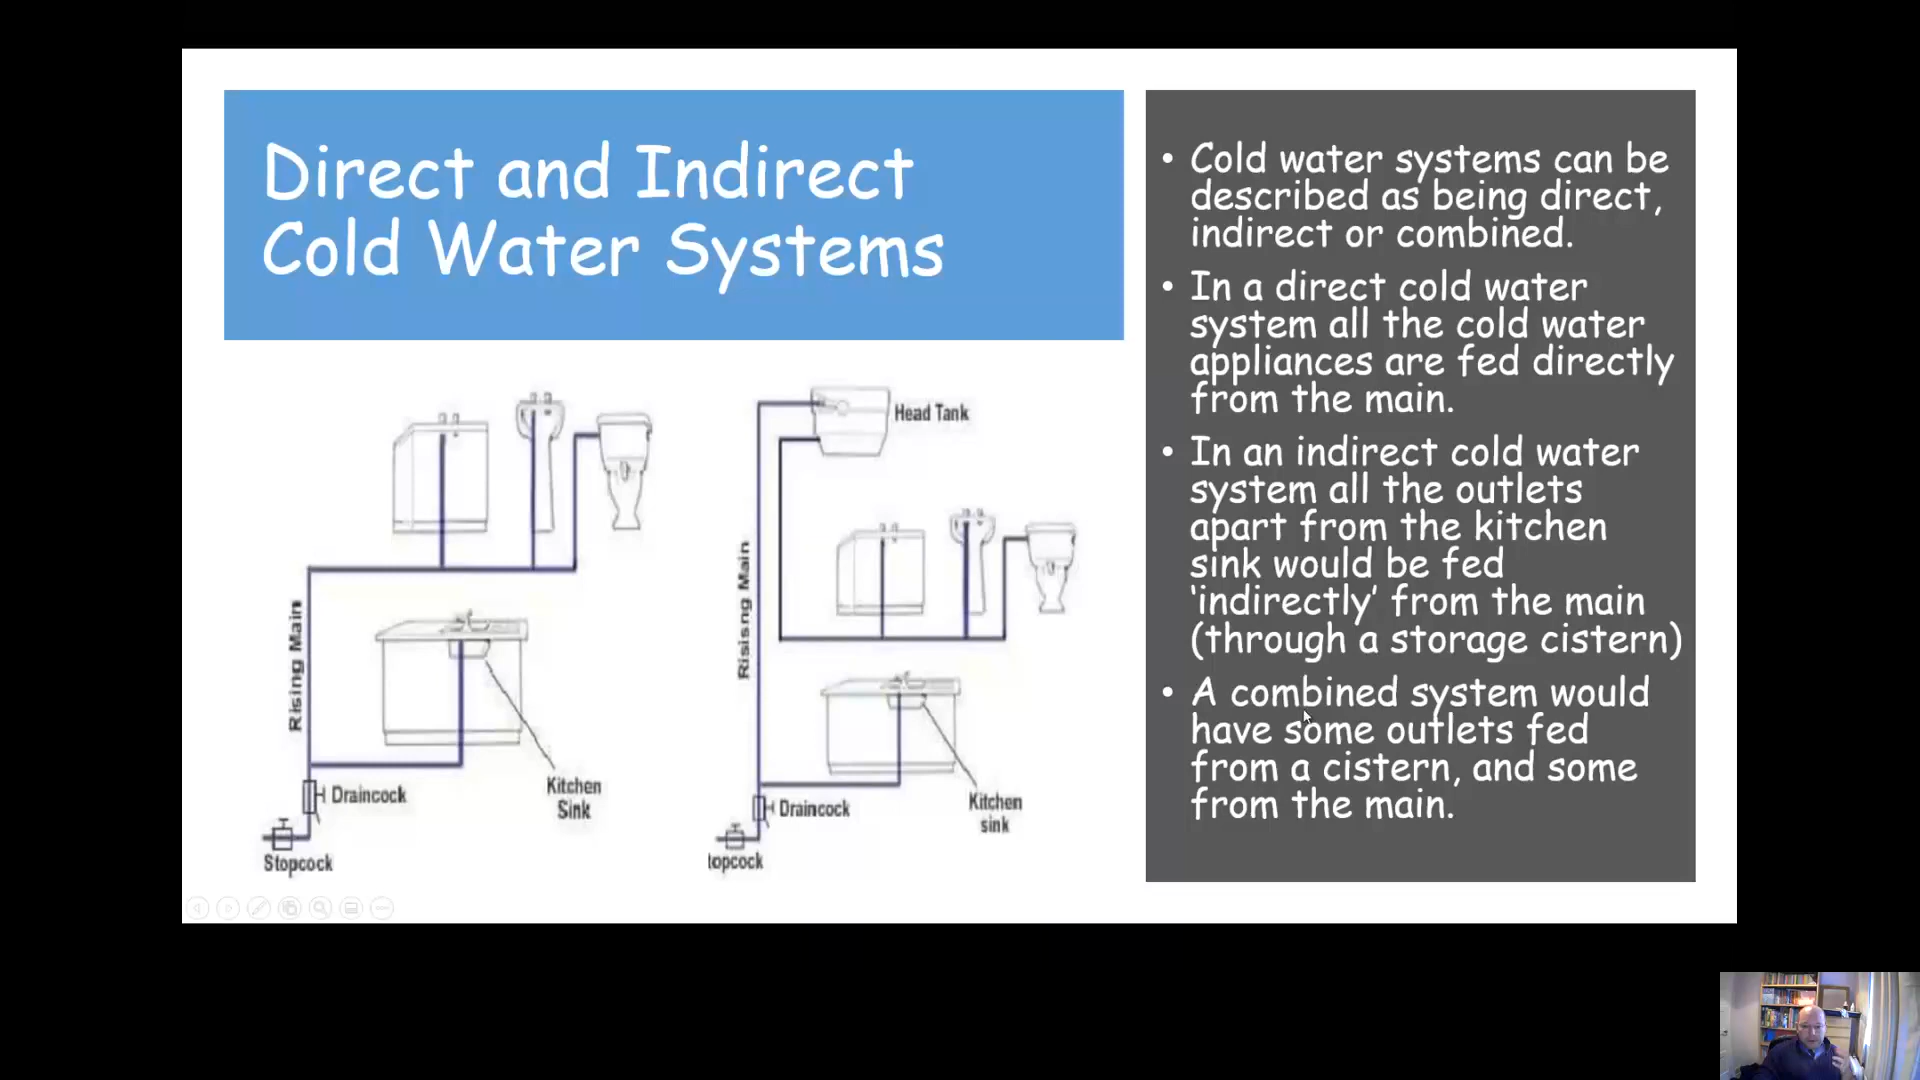 Direct and Indirect
Cold Water Systems
• Cold water systems can be
described as being direct,
indirect or combined.
• In a direct cold water
system all the cold water
appliances are fed directly
from the main.
• In an indirect cold water
system all the outlets
apart from the kitchen
sink would be fed
‘indirectly’ from the main
(through a storage cistern)
• A combined system would
have some outlets fed
from a cistern, and some
from the main.
Rising Main
Draincock
Stopcock
Kitchen
Sink
Head Tank
Risisng Main
Draincock
topcock
Kitchen
sink